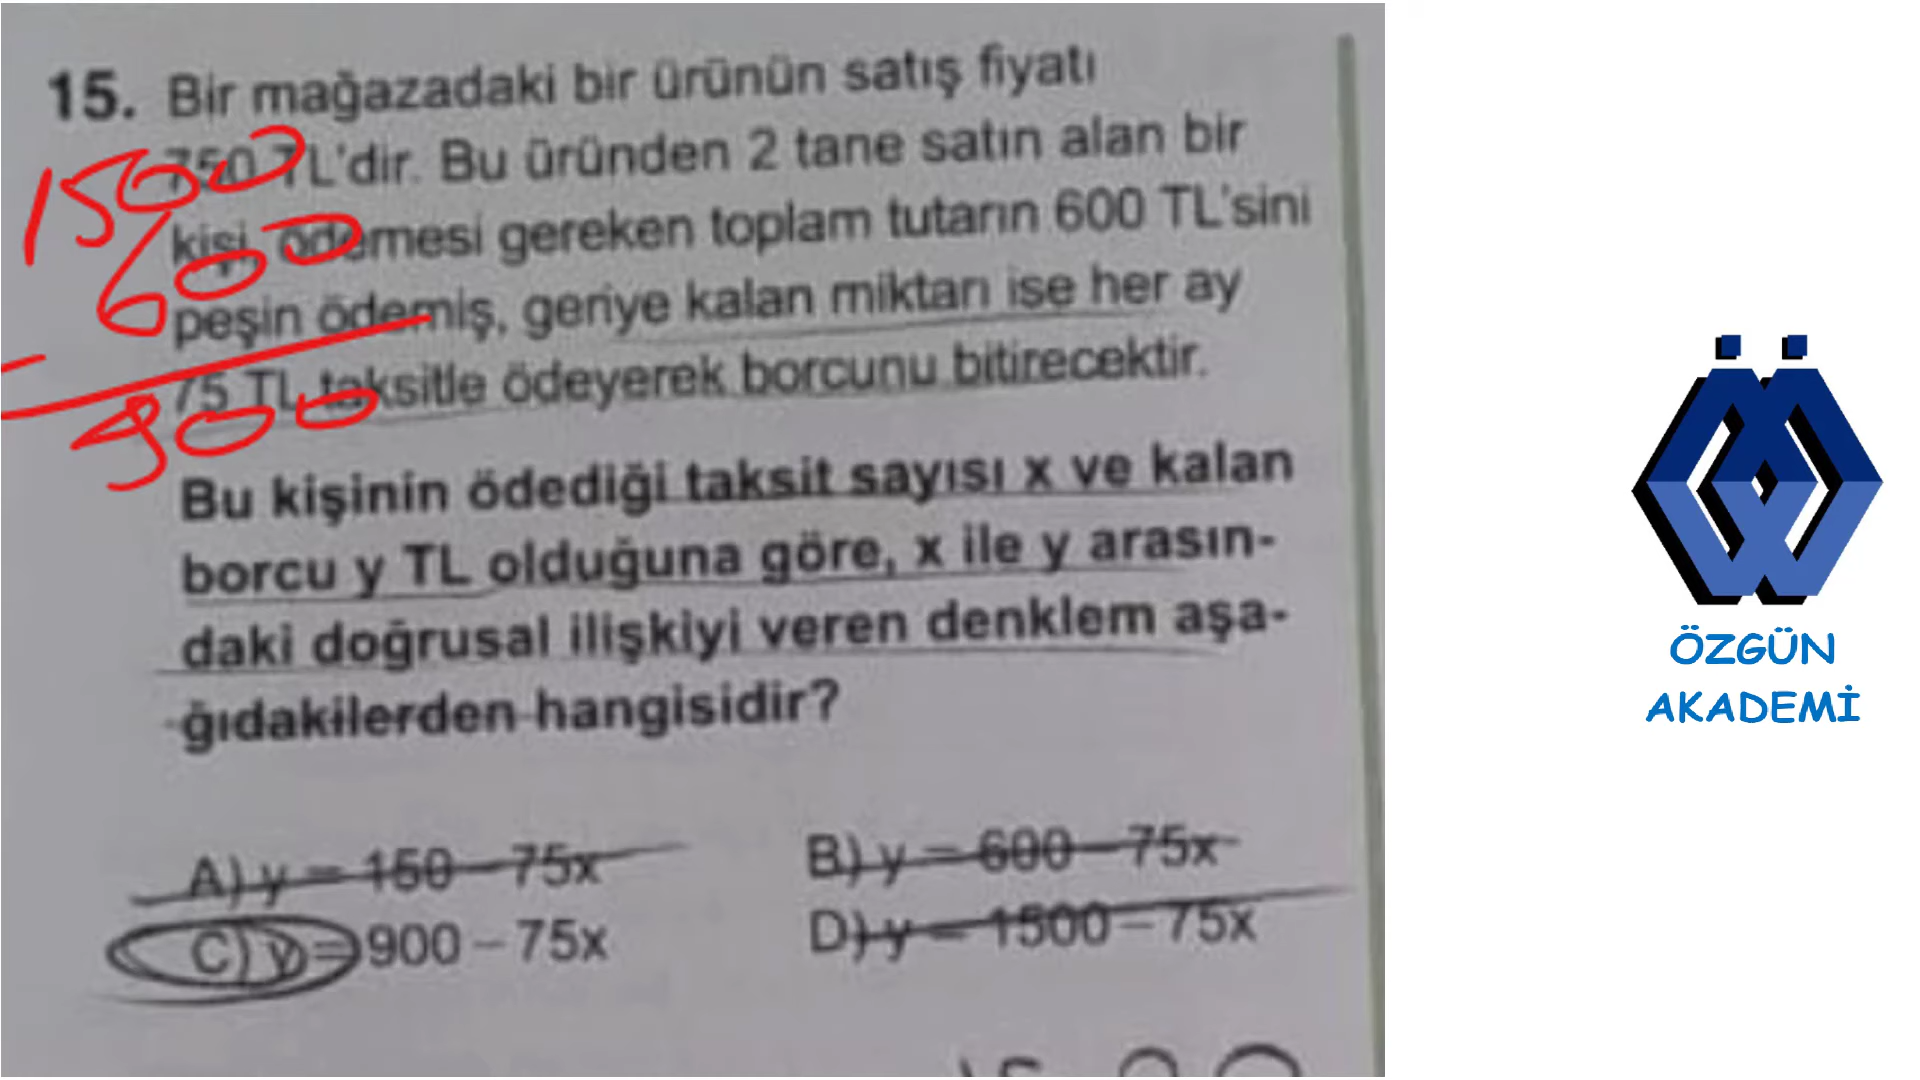 15. Bir mağazadaki bir ürünün satış fiyatı
750 TL'dir. Bu üründen 2 tane satın alan bir
kişi, ödemesi gereken toplam tutarın 600 TL'sini
peşin ödemiş, geriye kalan miktarı ise her ay
75 TL taksitle ödeyerek borcunu bitirecektir.
1500
600
-
900
Bu kişinin ödediği taksit sayısı x ve kalan
borcu y TL olduğuna göre, x ile y arasın-
daki doğrusal ilişkiyi veren denklem aşa-
ğıdakilerden hangisidir?
A) y = 150 – 75x
B) y = 600 – 75x
C) y = 900 – 75x
D) y = 1500 – 75x
ÖZGÜN
AKADEMİ